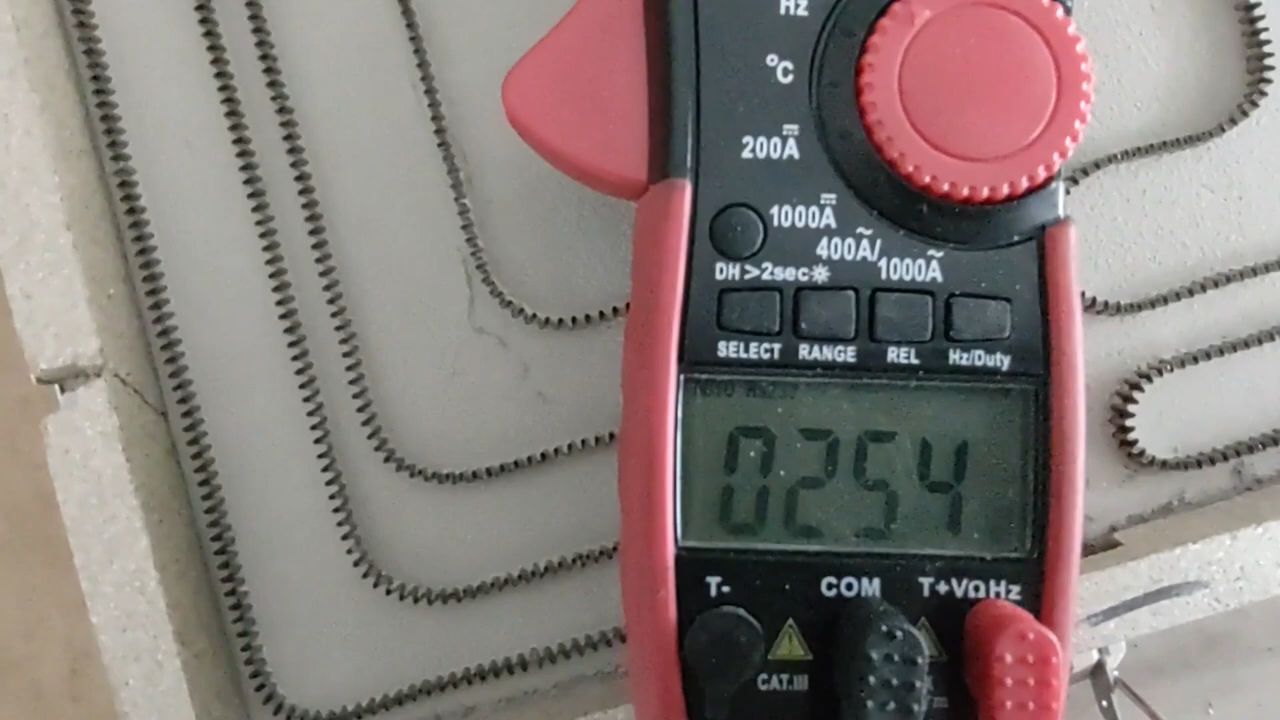 Hz
°C
200A
1000A
400A/
1000A
DH>2sec☀
SELECT RANGE REL Hz/Duty
0254
T- COM T+VΩHz
CAT.III